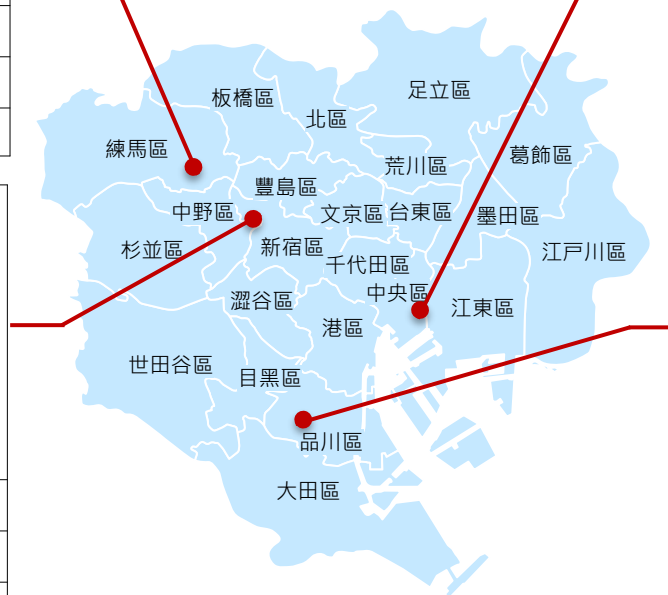 足立區
板橋區
北區
練馬區
荒川區
葛飾區
豐島區
中野區
文京區
台東區
墨田區
杉並區
新宿區
千代田區
江戸川區
中央區
澀谷區
江東區
港區
世田谷區
目黑區
品川區
大田區